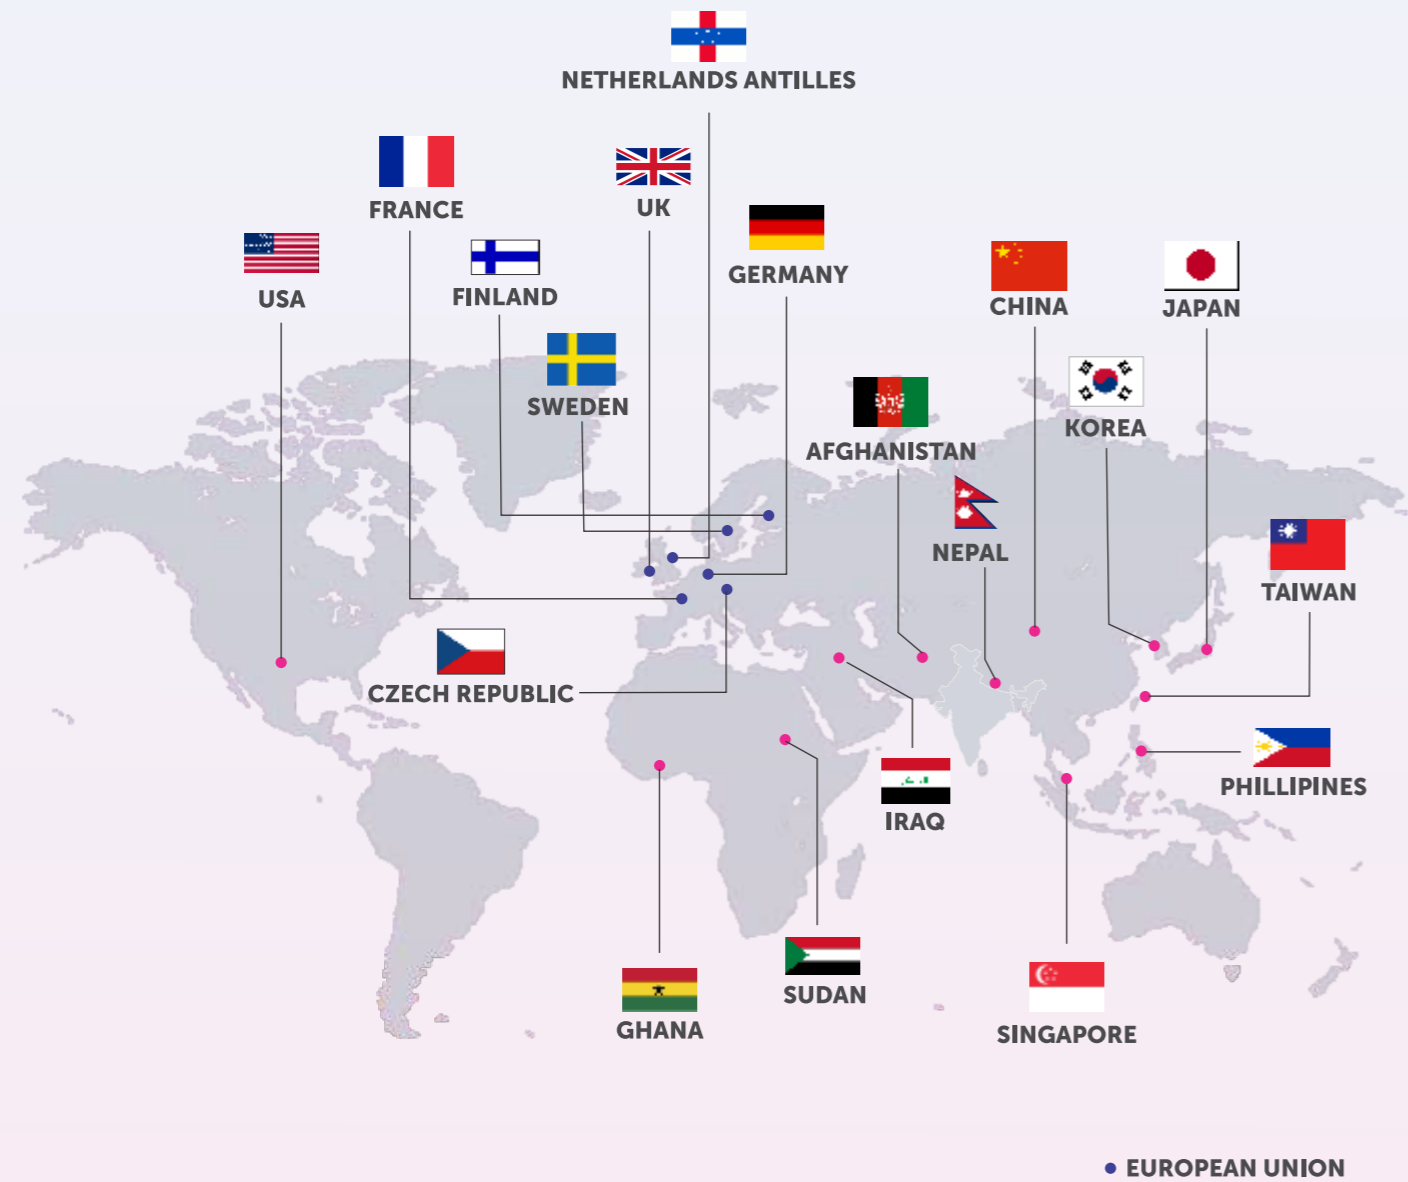 NETHERLANDS ANTILLES
FRANCE
UK
USA
FINLAND
GERMANY
CHINA
JAPAN
SWEDEN
AFGHANISTAN
KOREA
NEPAL
TAIWAN
CZECH REPUBLIC
PHILLIPINES
IRAQ
SUDAN
GHANA
SINGAPORE
EUROPEAN UNION